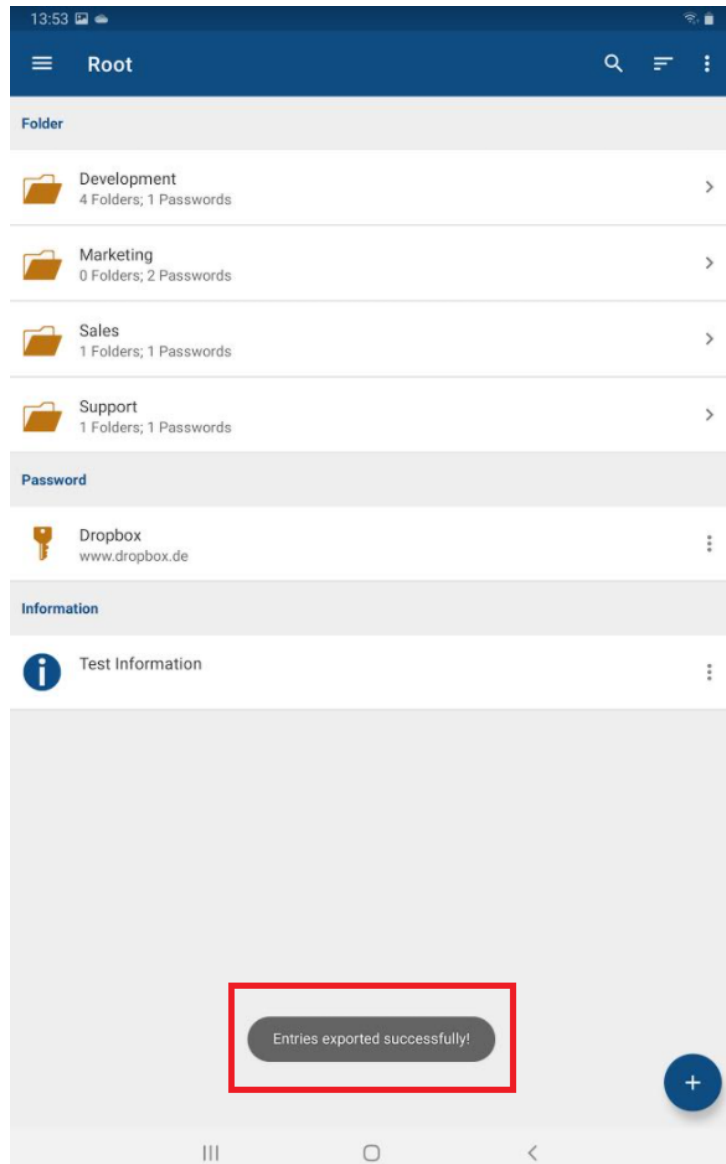 13:53
Root
Folder
Development
4 Folders; 1 Passwords
Marketing
0 Folders; 2 Passwords
Sales
1 Folders; 1 Passwords
Support
1 Folders; 1 Passwords
Password
Dropbox
www.dropbox.de
Information
Test Information
Entries exported successfully!